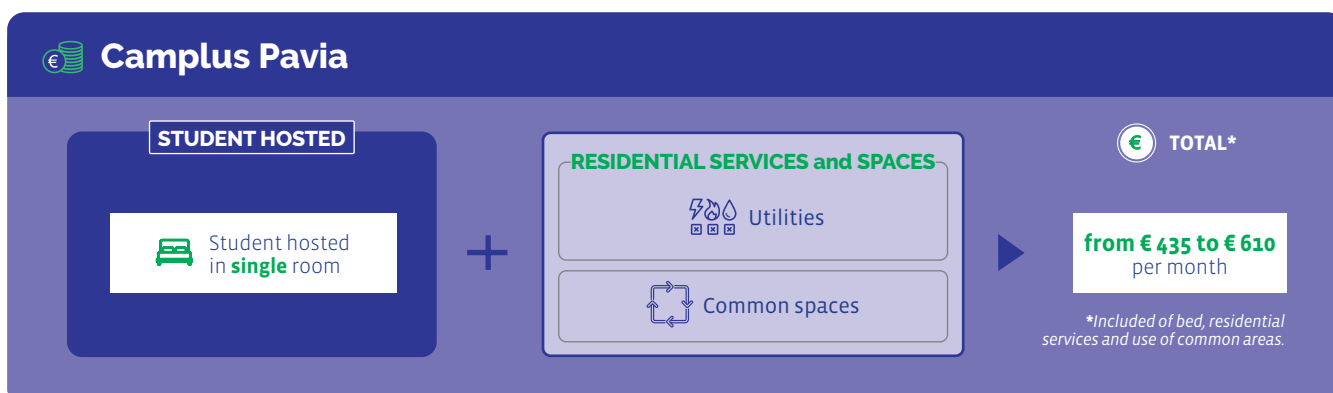 Camplus Pavia
STUDENT HOSTED
Student hosted
in single room
RESIDENTIAL SERVICES and SPACES
Utilities
Common spaces
€ TOTAL*
from € 435 to € 610
per month
*Included of bed, residential
services and use of common areas.